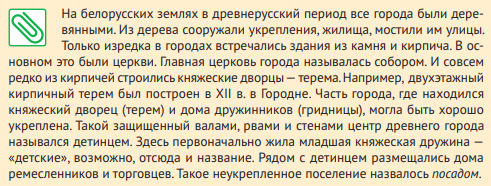 На белорусских землях в древнерусский период все города были дере-
вянными. Из дерева сооружали укрепления, жилища, мостили им улицы.
Только изредка в городах встречались здания из камня и кирпича. В ос-
новном это были церкви. Главная церковь города называлась собором. И совсем
редко из кирпичей строились княжеские дворцы — терема. Например, двухэтажный
кирпичный терем был построен в XII в. в Городне. Часть города, где находился
княжеский дворец (терем) и дома дружинников (гридницы), могла быть хорошо
укреплена. Такой защищенный валами, рвами и стенами центр древнего города
назывался детинцем. Здесь первоначально жила младшая княжеская дружина —
«детские», возможно, отсюда и название. Рядом с детинцем размещались дома
ремесленников и торговцев. Такое неукрепленное поселение назвалось посадом.